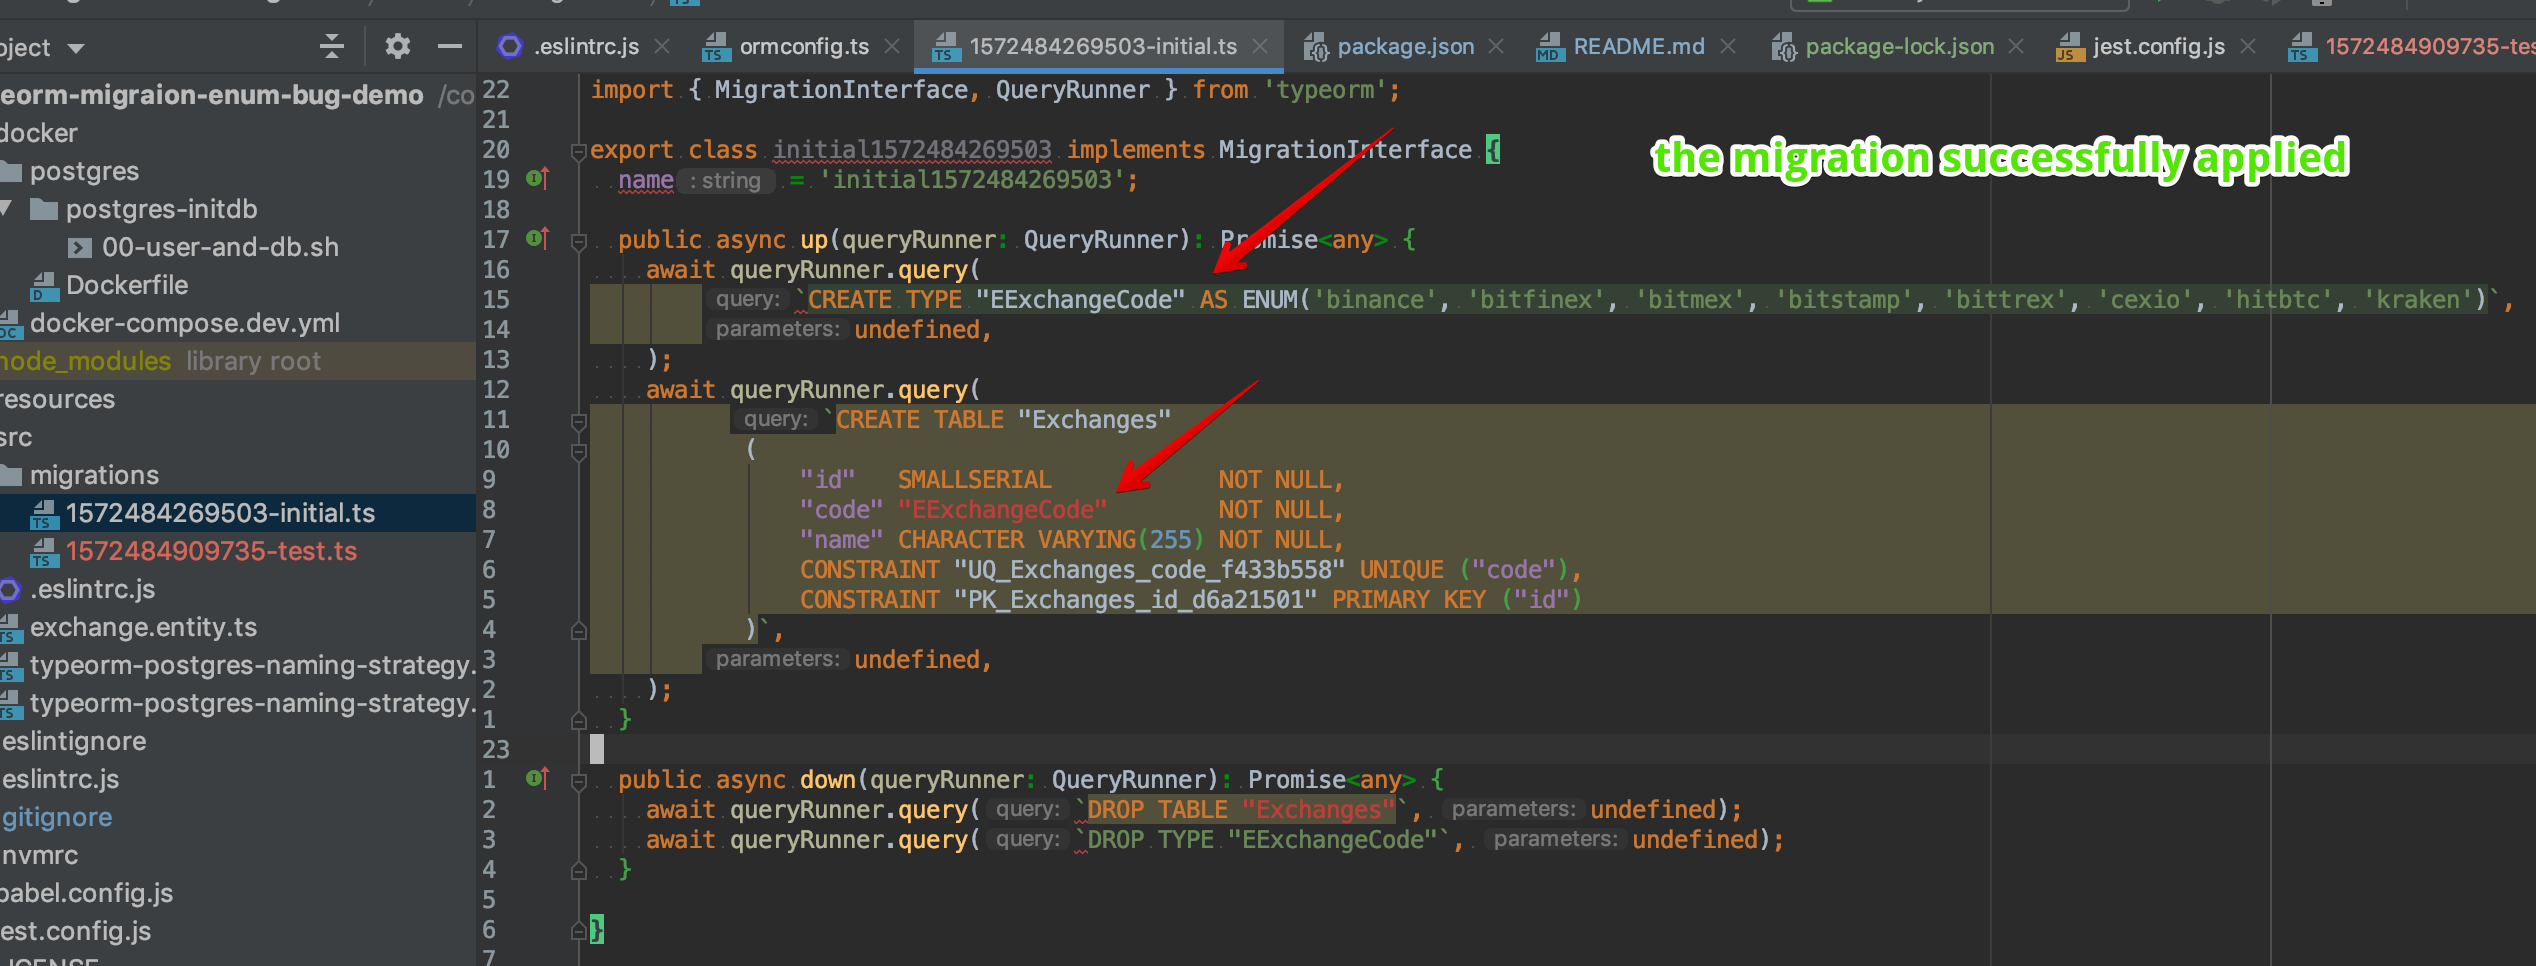 .eslintrc.js ormconfig.ts 1572484269503-initial.ts package.json README.md package-lock.json jest.config.js 1572484909735-tes
oject
eorm-migraion-enum-bug-demo /co
docker
postgres
postgres-initdb
00-user-and-db.sh
Dockerfile
docker-compose.dev.yml
node_modules library root
resources
src
migrations
1572484269503-initial.ts
1572484909735-test.ts
.eslintrc.js
exchange.entity.ts
typeorm-postgres-naming-strategy.
typeorm-postgres-naming-strategy.
eslintignore
eslintrc.js
gitignore
nvmrc
babel.config.js
est.config.js
the migration successfully applied
22 import { MigrationInterface, QueryRunner } from 'typeorm';
21
20 export class initial1572484269503 implements MigrationInterface {
19 name : string = 'initial1572484269503';
18
17 public async up(queryRunner: QueryRunner): Promise<any> {
16 await queryRunner.query(
15 query: `CREATE TYPE "EExchangeCode" AS ENUM('binance', 'bitfinex', 'bitmex', 'bitstamp', 'bittrex', 'cexio', 'hitbtc', 'kraken')`,
14 parameters: undefined,
13 );
12 await queryRunner.query(
11 query: `CREATE TABLE "Exchanges"
10 (
9 "id" SMALLSERIAL NOT NULL,
8 "code" "EExchangeCode" NOT NULL,
7 "name" CHARACTER VARYING(255) NOT NULL,
6 CONSTRAINT "UQ_Exchanges_code_f433b558" UNIQUE ("code"),
5 CONSTRAINT "PK_Exchanges_id_d6a21501" PRIMARY KEY ("id")
4 )`,
3 parameters: undefined,
2 );
1 }
23
1 public async down(queryRunner: QueryRunner): Promise<any> {
2 await queryRunner.query( query: `DROP TABLE "Exchanges"`, parameters: undefined);
3 await queryRunner.query( query: `DROP TYPE "EExchangeCode"`, parameters: undefined);
4 }
5
6 }
7